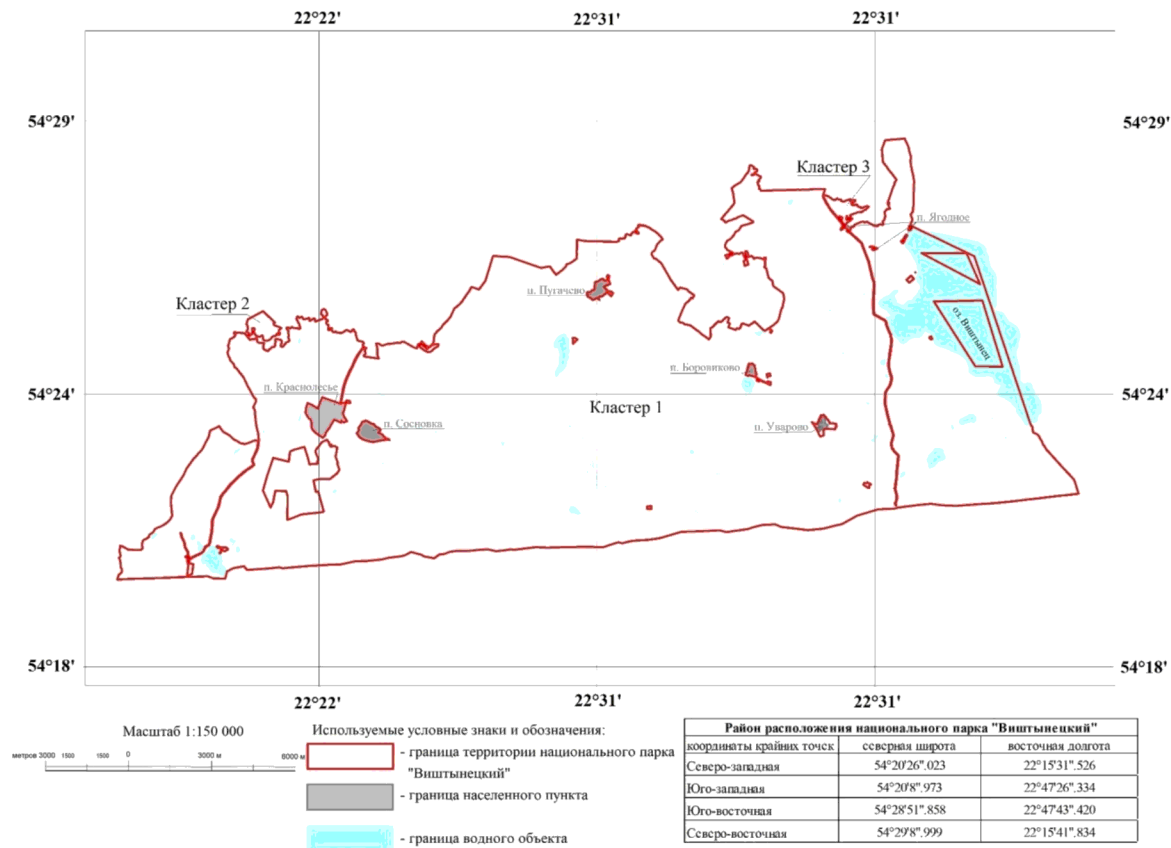 22°22' 22°31' 22°31'
54°29' 54°29'
Кластер 3
п. Ягодное
п. Пугачево
Кластер 2
оз. Виштынец
п. Боровиково
п. Краснолесье
54°24' 54°24'
Кластер 1
п. Сосновка
п. Уварово
54°18' 54°18'
22°22' 22°31' 22°31'
Масштаб 1:150 000
метров 3000 1500 1500 0 3000 м 6000 м
Используемые условные знаки и обозначения:
- граница территории национального парка
"Виштынецкий"
- граница населенного пункта
- граница водного объекта
Район расположения национального парка "Виштынецкий"
координаты крайних точек северная широта восточная долгота
Северо-западная 54°20'26".023 22°15'31".526
Юго-западная 54°20'8".973 22°47'26".334
Юго-восточная 54°28'51".858 22°47'43".420
Северо-восточная 54°29'8".999 22°15'41".834